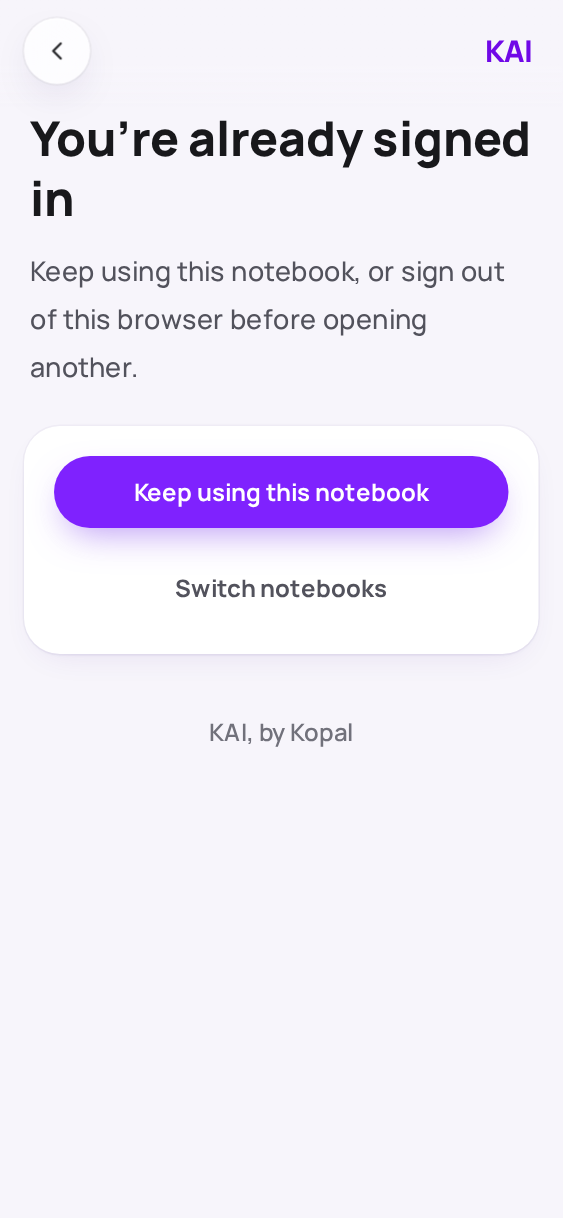 KAI
You’re already signed
in
Keep using this notebook, or sign out
of this browser before opening
another.
Keep using this notebook
Switch notebooks
KAI, by Kopal